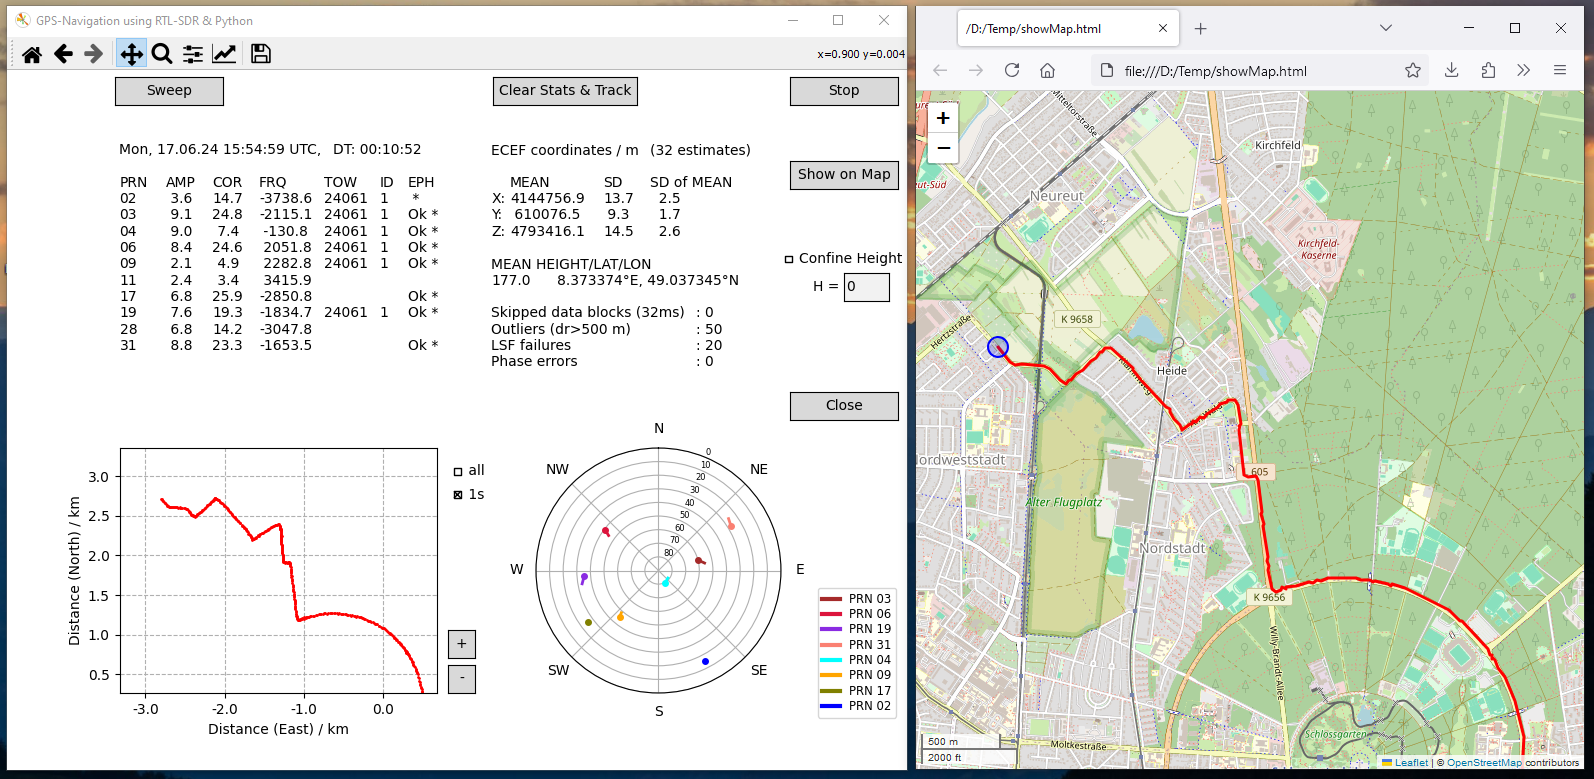 GPS-Navigation using RTL-SDR & Python
x=0.900 y=0.004
Sweep
Clear Stats & Track
Stop
Mon, 17.06.24 15:54:59 UTC, DT: 00:10:52
PRN AMP COR FRQ TOW ID EPH
02 3.6 14.7 -3738.6 24061 1 *
03 9.1 24.8 -2115.1 24061 1 Ok *
04 9.0 7.4 -130.8 24061 1 Ok *
06 8.4 24.6 2051.8 24061 1 Ok *
09 2.1 4.9 2282.8 24061 1 Ok *
11 2.4 3.4 3415.9
17 6.8 25.9 -2850.8 Ok *
19 7.6 19.3 -1834.7 24061 1 Ok *
28 6.8 14.2 -3047.8
31 8.8 23.3 -1653.5 Ok *
ECEF coordinates / m (32 estimates)
MEAN SD SD of MEAN
X: 4144756.9 13.7 2.5
Y: 610076.5 9.3 1.7
Z: 4793416.1 14.5 2.6
MEAN HEIGHT/LAT/LON
177.0 8.373374°E, 49.037345°N
Skipped data blocks (32ms) : 0
Outliers (dr>500 m) : 50
LSF failures : 20
Phase errors : 0
Show on Map
Confine Height
H = 0
Close
3.0
2.5
2.0
1.5
1.0
0.5
Distance (North) / km
-3.0 -2.0 -1.0 0.0
Distance (East) / km
all
1s
+
-
N
NE
E
SE
S
SW
W
NW
0
10
20
30
40
50
60
70
80
PRN 03
PRN 06
PRN 19
PRN 31
PRN 04
PRN 09
PRN 17
PRN 02
/D:/Temp/showMap.html
file:///D:/Temp/showMap.html
+
−
Mitteltorstraße
Kirchfeld
eut-Süd
Neureut
Kirchfeld-
Kaserne
K 9658
Hertzstraße
Heide
605
Nordweststadt
Alter Flugplatz
Nordstadt
K 9656
Willy-Brandt-Allee
Schlossgarten
Moltkestraße
500 m
2000 ft
Leaflet | © OpenStreetMap contributors